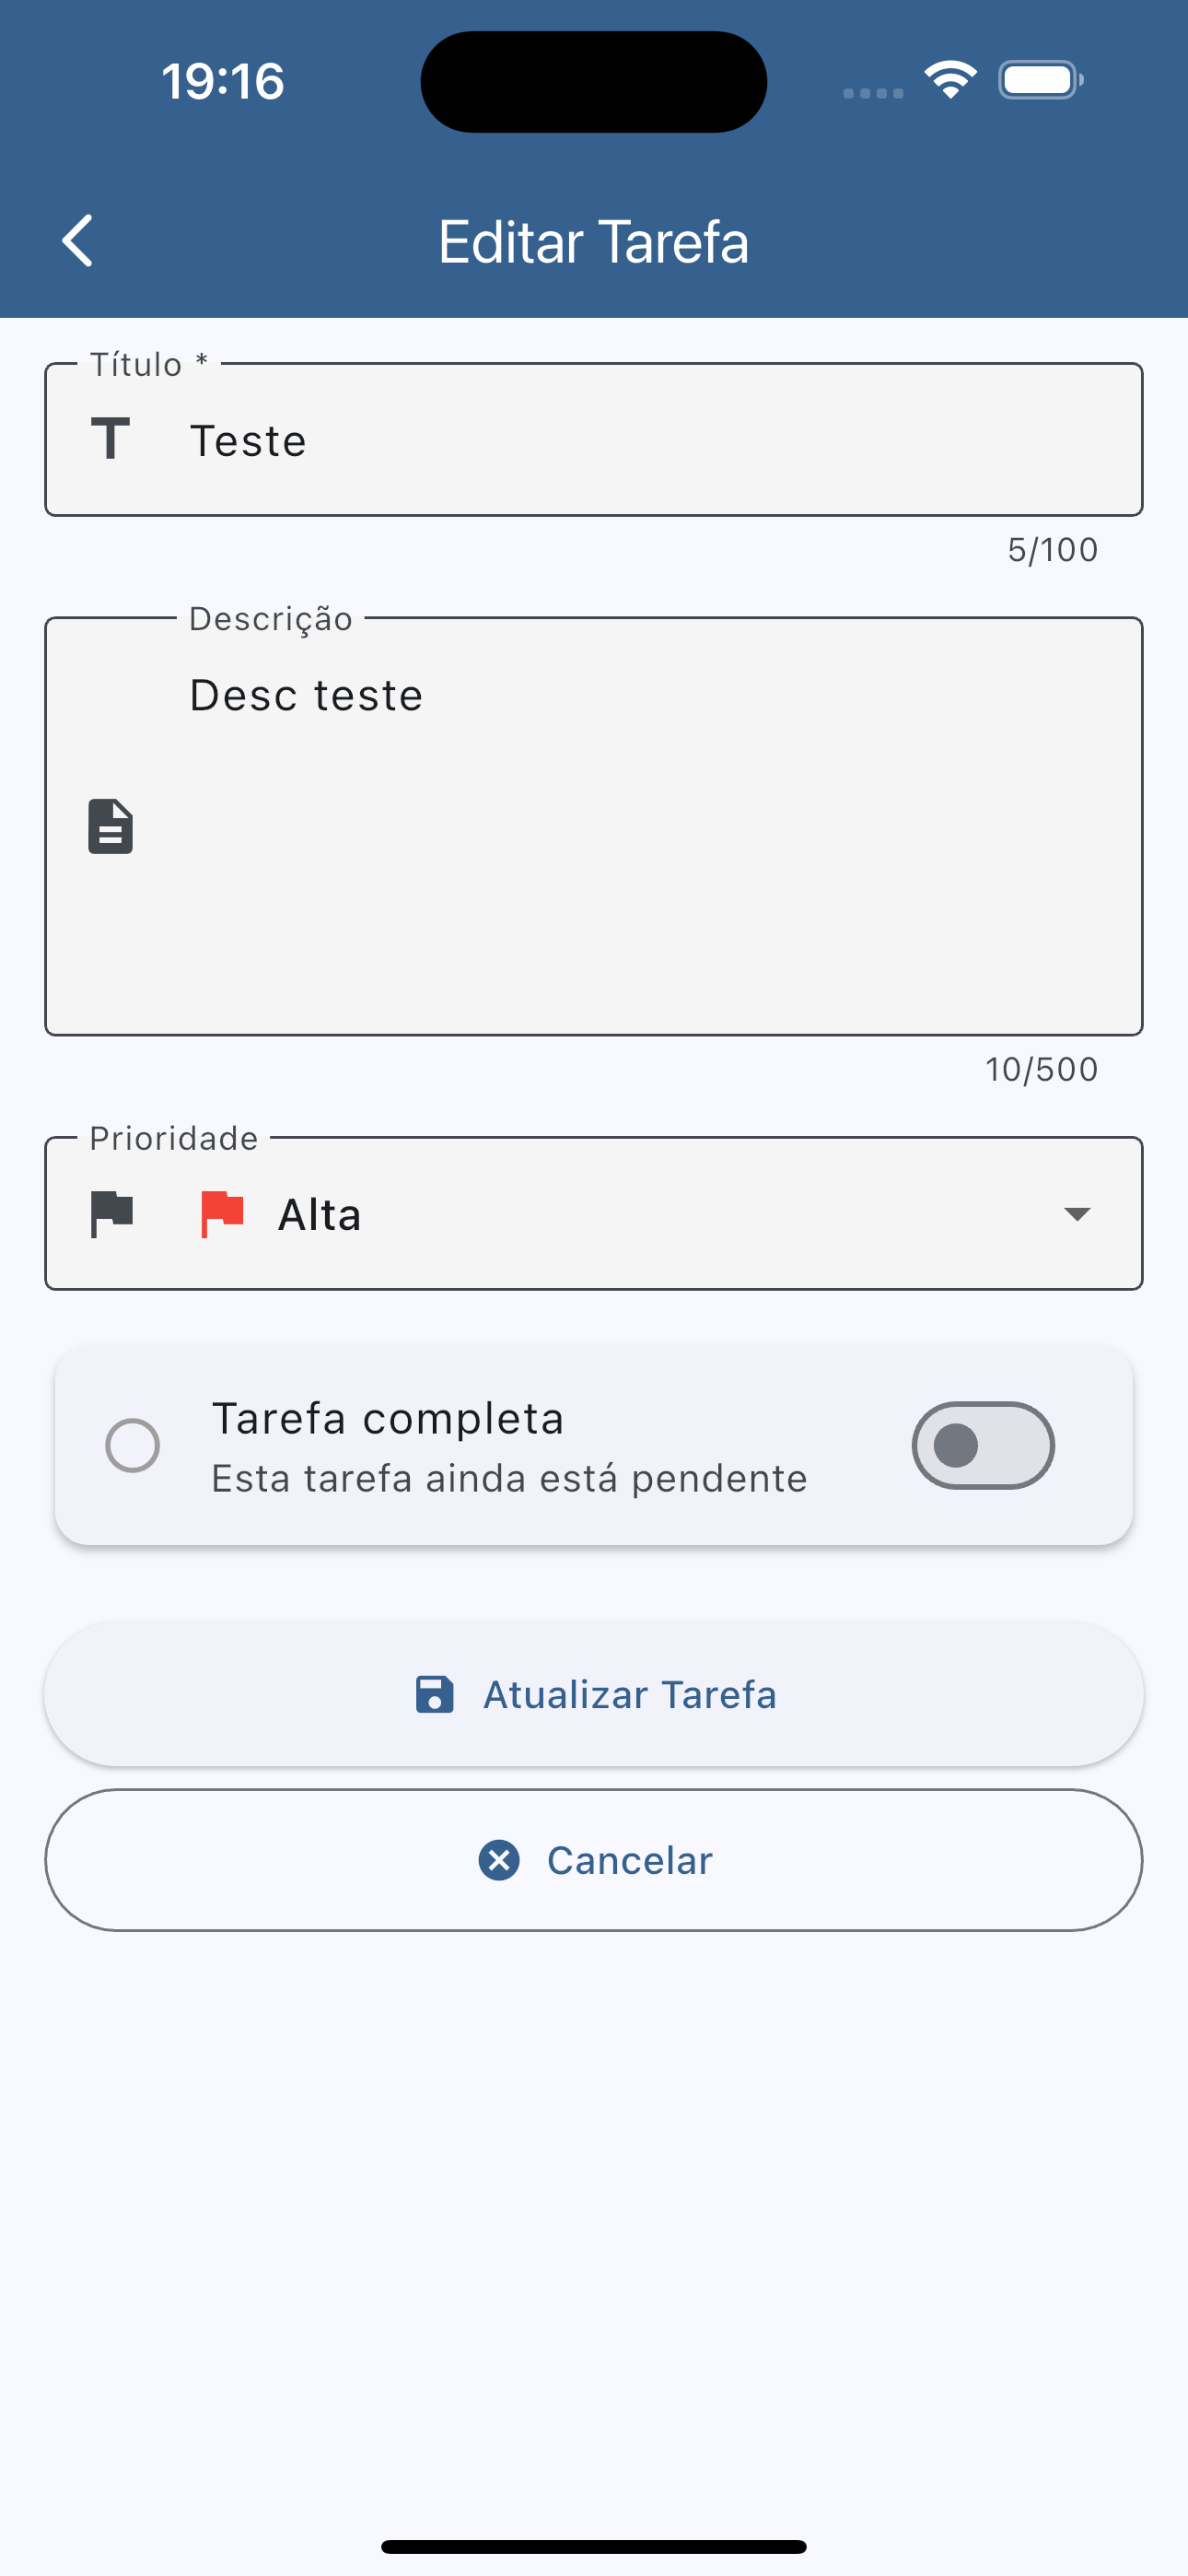 19:16
Editar Tarefa
Título *
Teste
5/100
Descrição
Desc teste
10/500
Prioridade
Alta
Tarefa completa
Esta tarefa ainda está pendente
Atualizar Tarefa
Cancelar